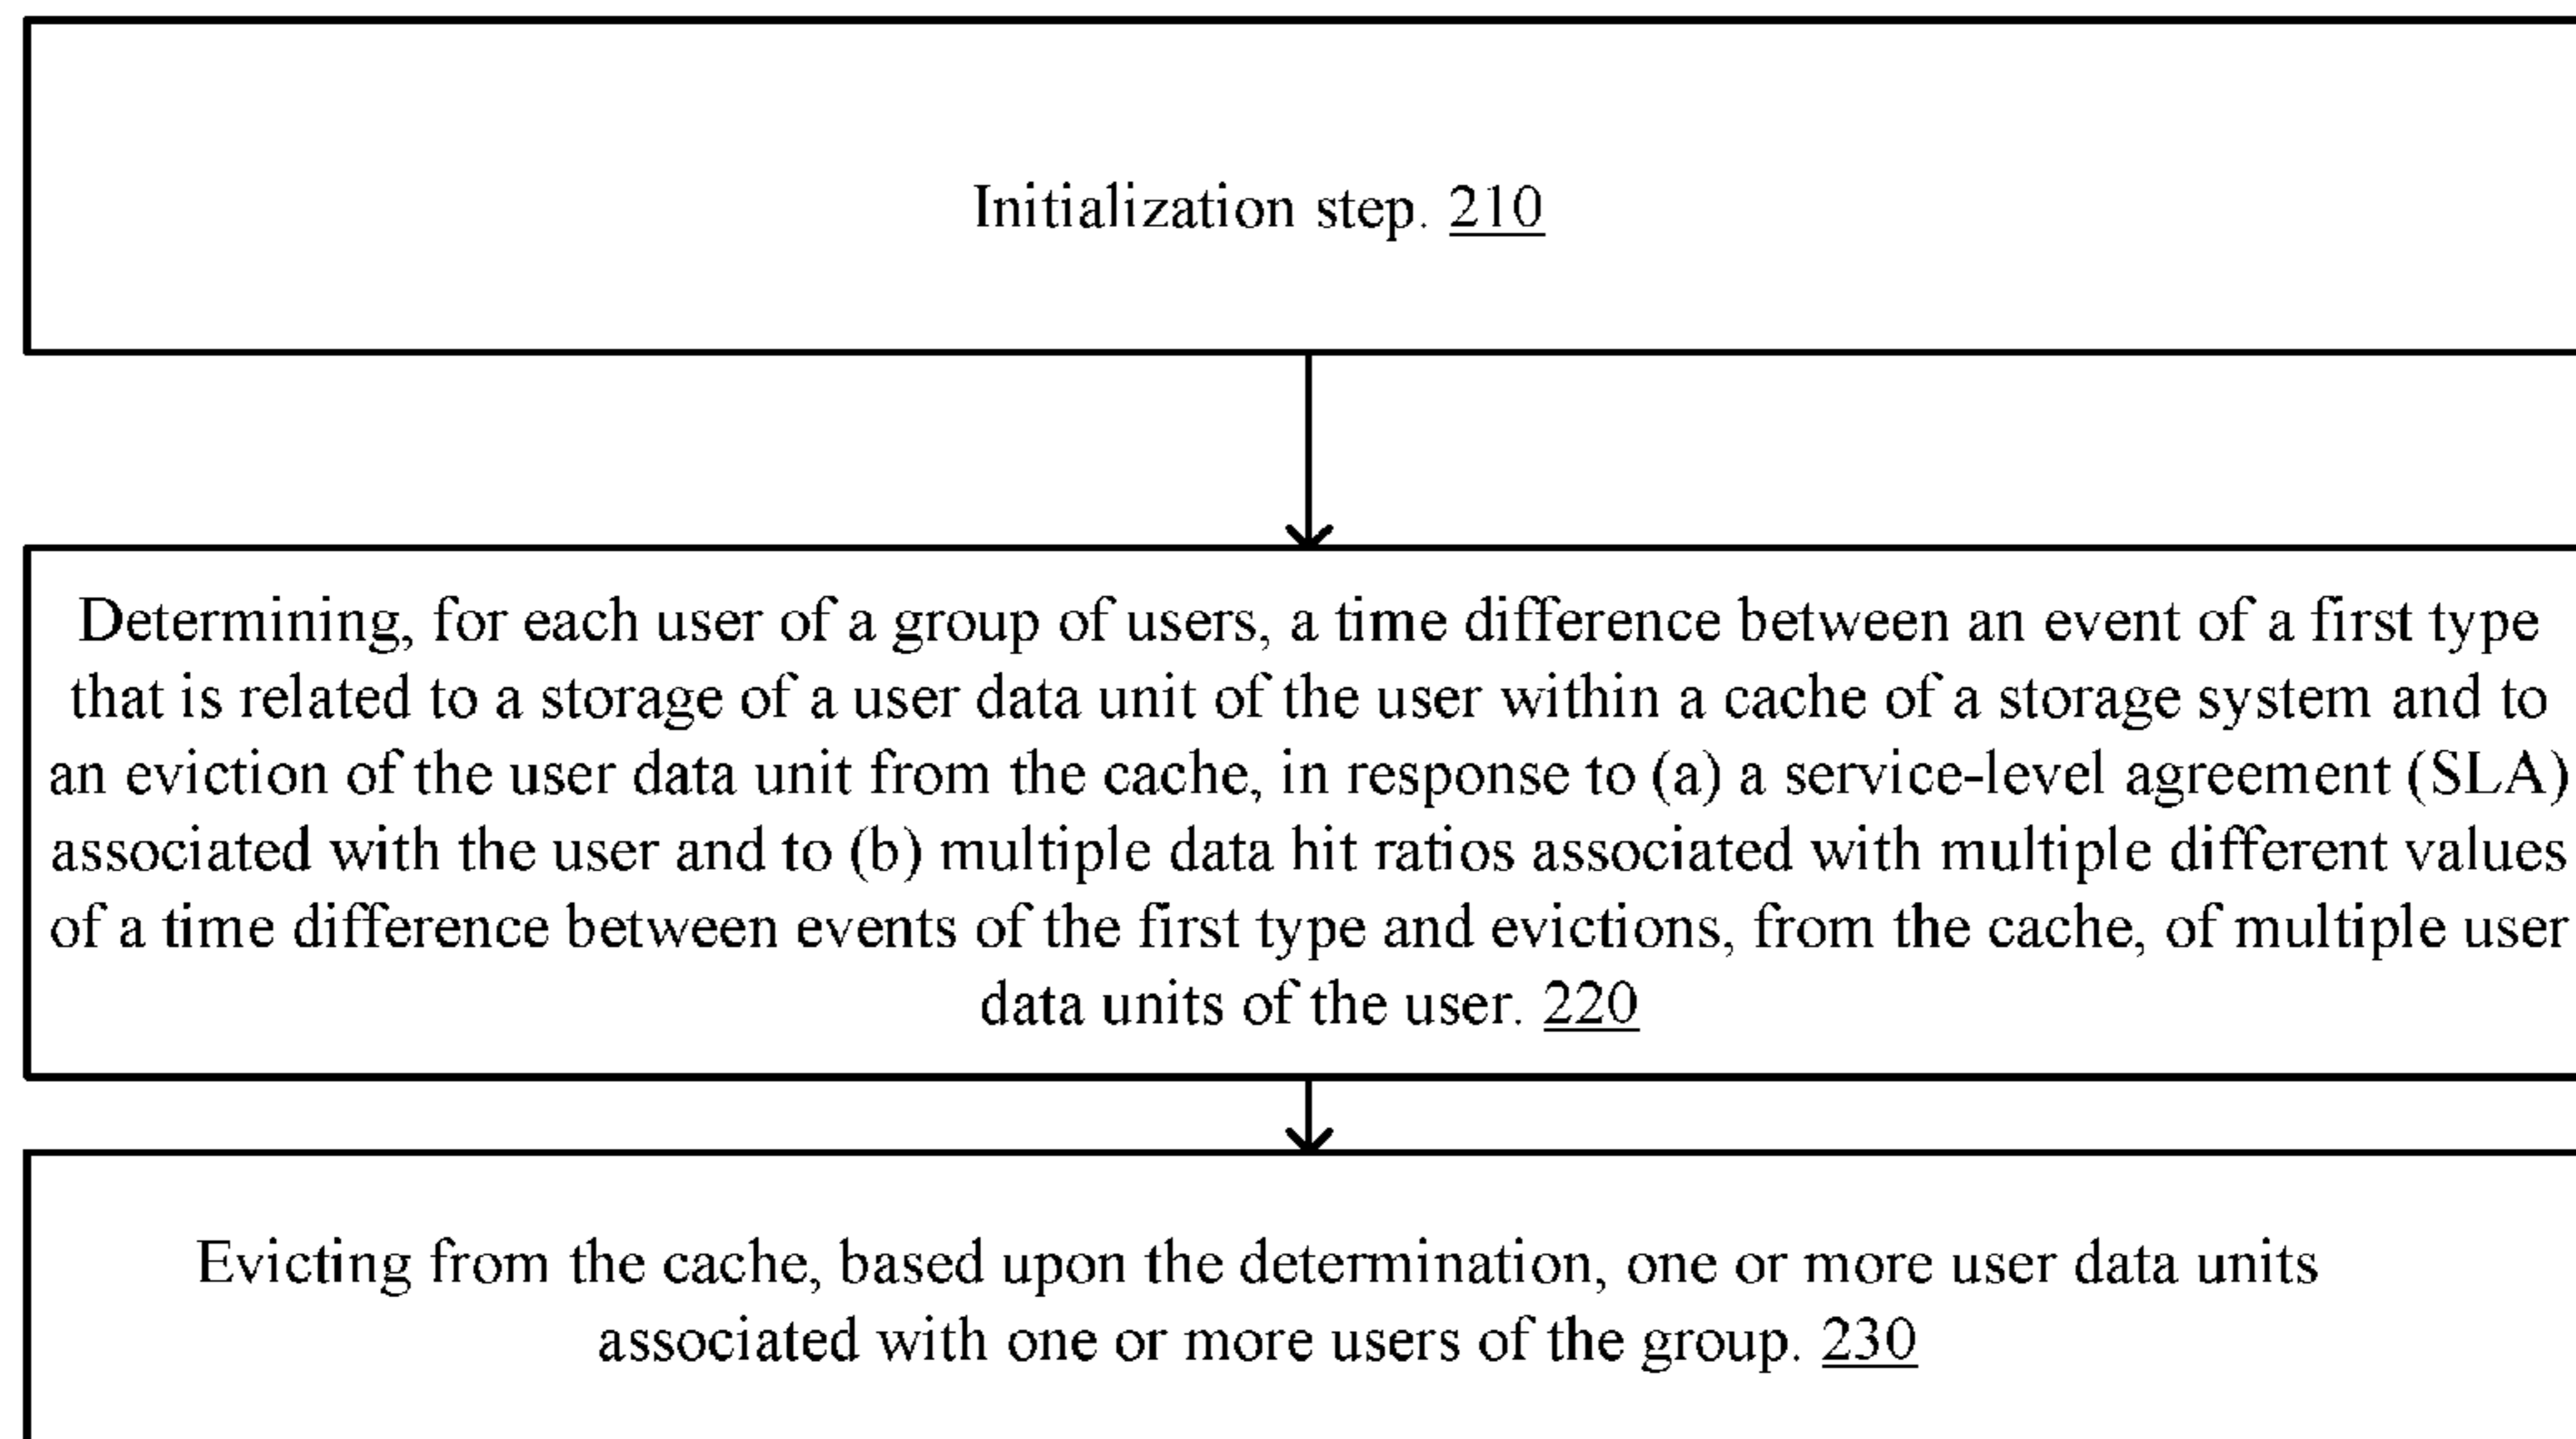 Initialization step. 210
Determining, for each user of a group of users, a time difference between an event of a first type
that is related to a storage of a user data unit of the user within a cache of a storage system and to
an eviction of the user data unit from the cache, in response to (a) a service-level agreement (SLA)
associated with the user and to (b) multiple data hit ratios associated with multiple different values
of a time difference between events of the first type and evictions, from the cache, of multiple user
data units of the user. 220
Evicting from the cache, based upon the determination, one or more user data units
associated with one or more users of the group. 230